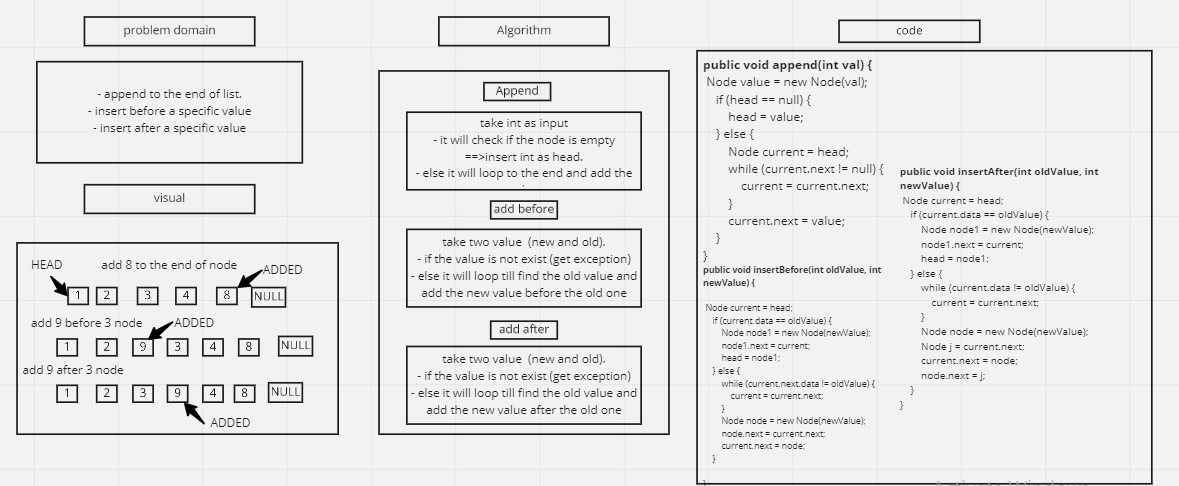 problem domain
- append to the end of list.
- insert before a specific value
- insert after a specific value
visual
HEAD
add 8 to the end of node
ADDED
1 2 3 4 8 NULL
add 9 before 3 node
ADDED
1 2 9 3 4 8 NULL
add 9 after 3 node
1 2 3 9 4 8 NULL
ADDED
Algorithm
Append
take int as input
- it will check if the node is empty
==>insert int as head.
- else it will loop to the end and add the
add before
take two value (new and old).
- if the value is not exist (get exception)
- else it will loop till find the old value and
add the new value before the old one
add after
take two value (new and old).
- if the value is not exist (get exception)
- else it will loop till find the old value and
add the new value after the old one
code
public void append(int val) {
Node value = new Node(val);
if (head == null) {
head = value;
} else {
Node current = head;
while (current.next != null) {
current = current.next;
}
current.next = value;
}
}
public void insertBefore(int oldValue, int
newValue) {
Node current = head;
if (current.data == oldValue) {
Node node1 = new Node(newValue);
node1.next = current;
head = node1;
} else {
while (current.next.data != oldValue) {
current = current.next;
}
Node node = new Node(newValue);
node.next = current.next;
current.next = node;
}
}
public void insertAfter(int oldValue, int
newValue) {
Node current = head;
if (current.data == oldValue) {
Node node1 = new Node(newValue);
node1.next = current;
head = node1;
} else {
while (current.data != oldValue) {
current = current.next;
}
Node node = new Node(newValue);
Node j = current.next;
current.next = node;
node.next = j;
}
}